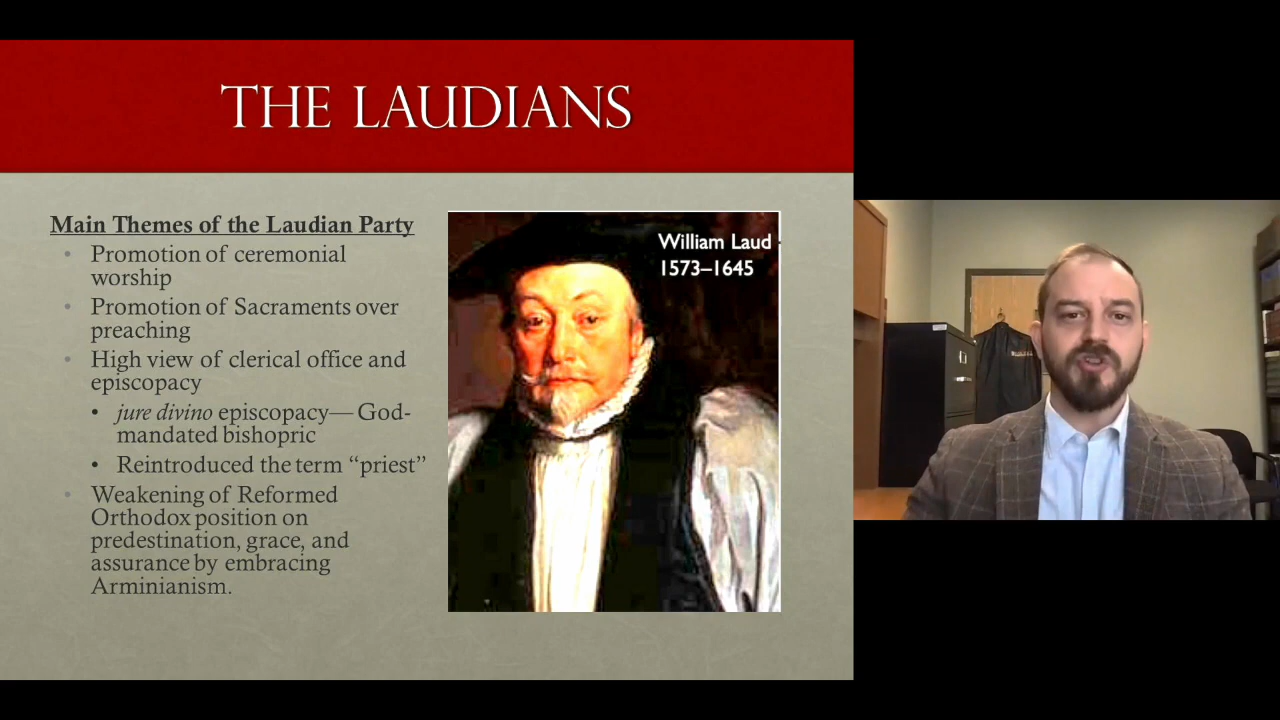 THE LAUDIANS
Main Themes of the Laudian Party
• Promotion of ceremonial
worship
• Promotion of Sacraments over
preaching
• High view of clerical office and
episcopacy
• jure divino episcopacy—God-
mandated bishopric
• Reintroduced the term “priest”
• Weakening of Reformed
Orthodox position on
predestination, grace, and
assurance by embracing
Arminianism.
William Laud
1573–1645